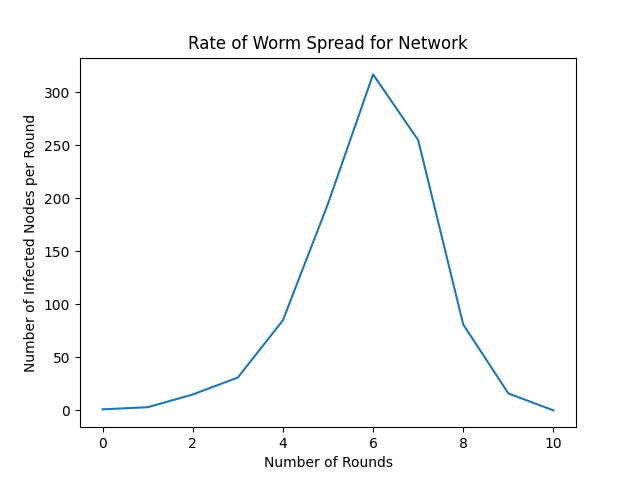 Rate of Worm Spread for Network
Number of Infected Nodes per Round
300
250
200
150
100
50
0
0 2 4 6 8 10
Number of Rounds